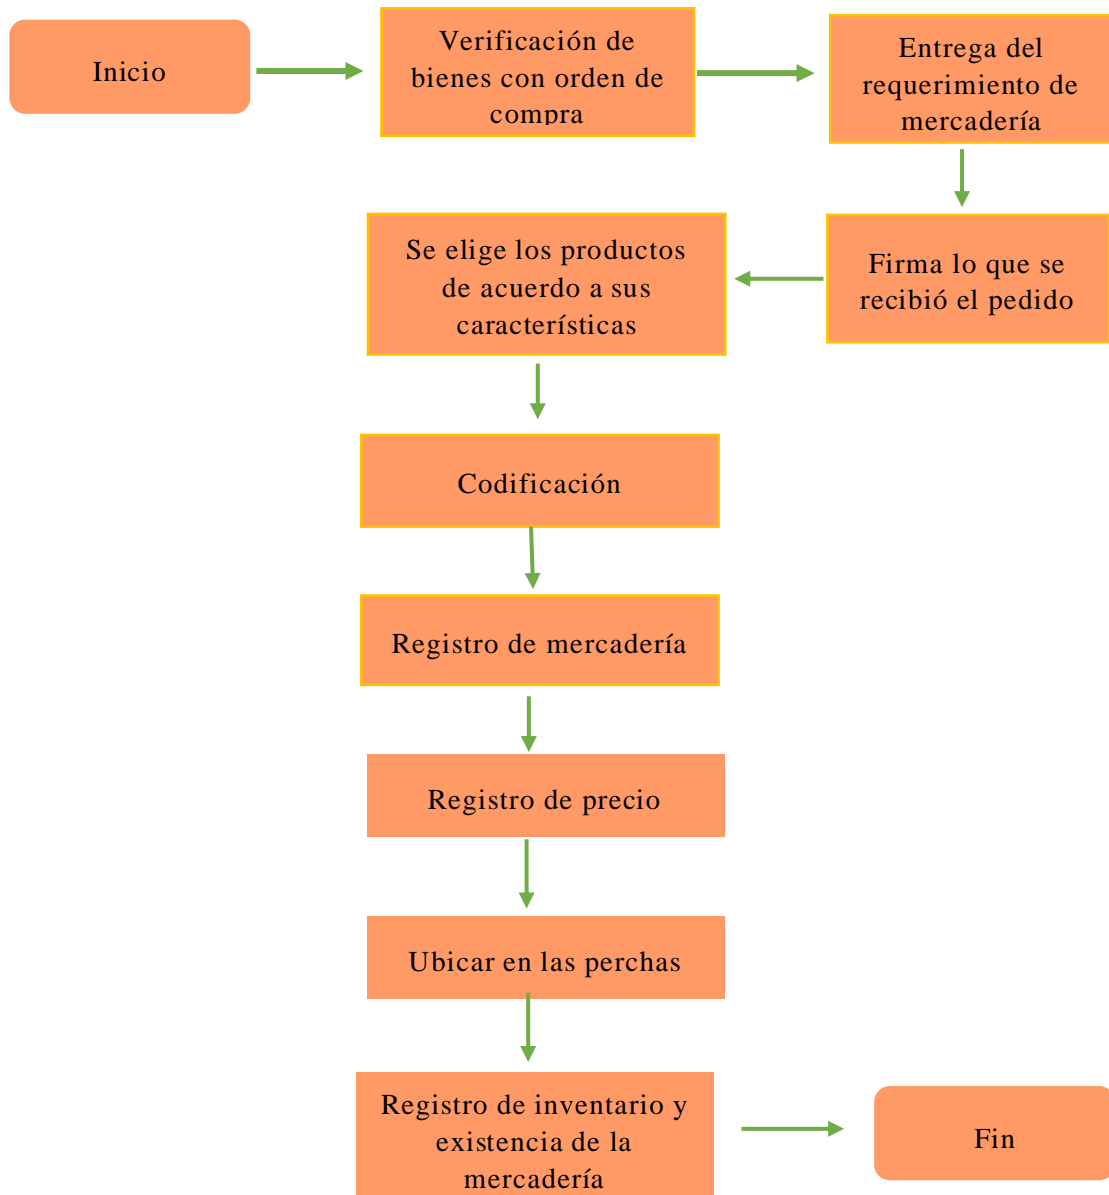 Inicio
Verificación de
bienes con orden de
compra
Entrega del
requerimiento de
mercadería
Firma lo que se
recibió el pedido
Se elige los productos
de acuerdo a sus
característícas
Codificación
Registro de mercadería
Registro de precio
Ubicar en las perchas
Registro de inventario y
existencia de la
mercadería
Fin